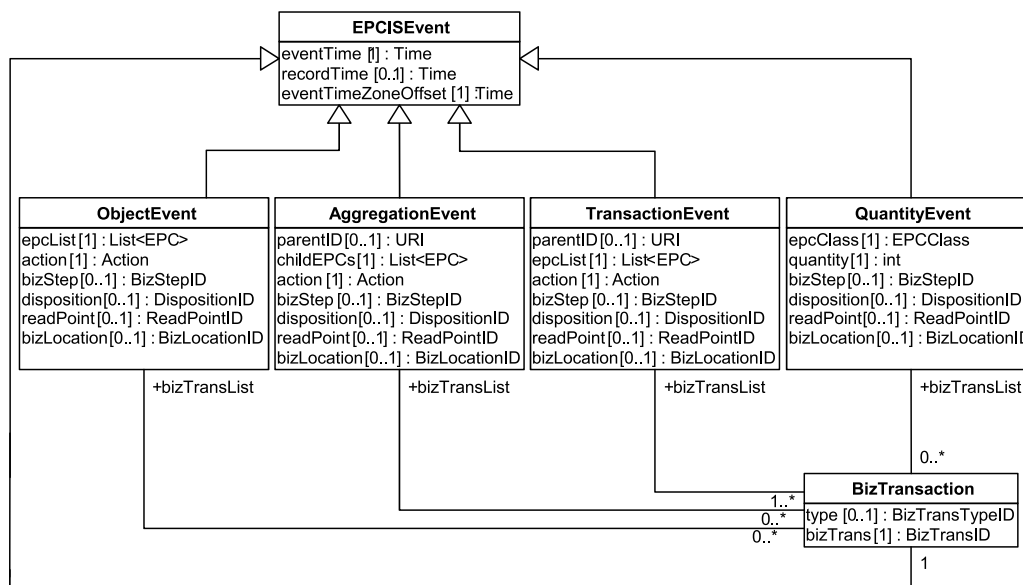 EPCISEvent
eventTime [1] : Time
recordTime [0..1] : Time
eventTimeZoneOffset [1] :Time
ObjectEvent
epcList[1] : List<EPC>
action[1] : Action
bizStep[0..1] : BizStepID
disposition[0..1] : DispositionID
readPoint[0..1] : ReadPointID
bizLocation[0..1] : BizLocationID
+bizTransList
AggregationEvent
parentID[0..1] : URI
childEPCs[1] : List<EPC>
action[1] : Action
bizStep[0..1] : BizStepID
disposition[0..1] : DispositionID
readPoint[0..1] : ReadPointID
bizLocation[0..1] : BizLocationID
+bizTransList
TransactionEvent
parentID[0..1] : URI
epcList[1] : List<EPC>
action[1] : Action
bizStep[0..1] : BizStepID
disposition[0..1] : DispositionID
readPoint[0..1] : ReadPointID
bizLocation[0..1] : BizLocationID
+bizTransList
QuantityEvent
epcClass[1] : EPCClass
quantity[1] : int
bizStep[0..1] : BizStepID
disposition[0..1] : DispositionID
readPoint[0..1] : ReadPointID
bizLocation[0..1] : BizLocationID
+bizTransList
0..*
1..*
0..*
0..*
BizTransaction
type [0..1] : BizTransTypeID
bizTrans[1] : BizTransID
1